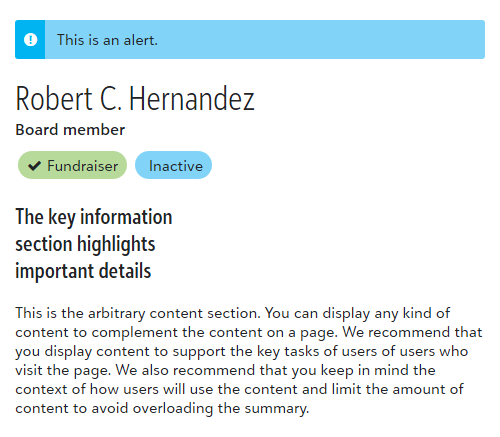 This is an alert.
Robert C. Hernandez
Board member
Fundraiser Inactive
The key information
section highlights
important details
This is the arbitrary content section. You can display any kind of
content to complement the content on a page. We recommend that
you display content to support the key tasks of users of users who
visit the page. We also recommend that you keep in mind the
context of how users will use the content and limit the amount of
content to avoid overloading the summary.